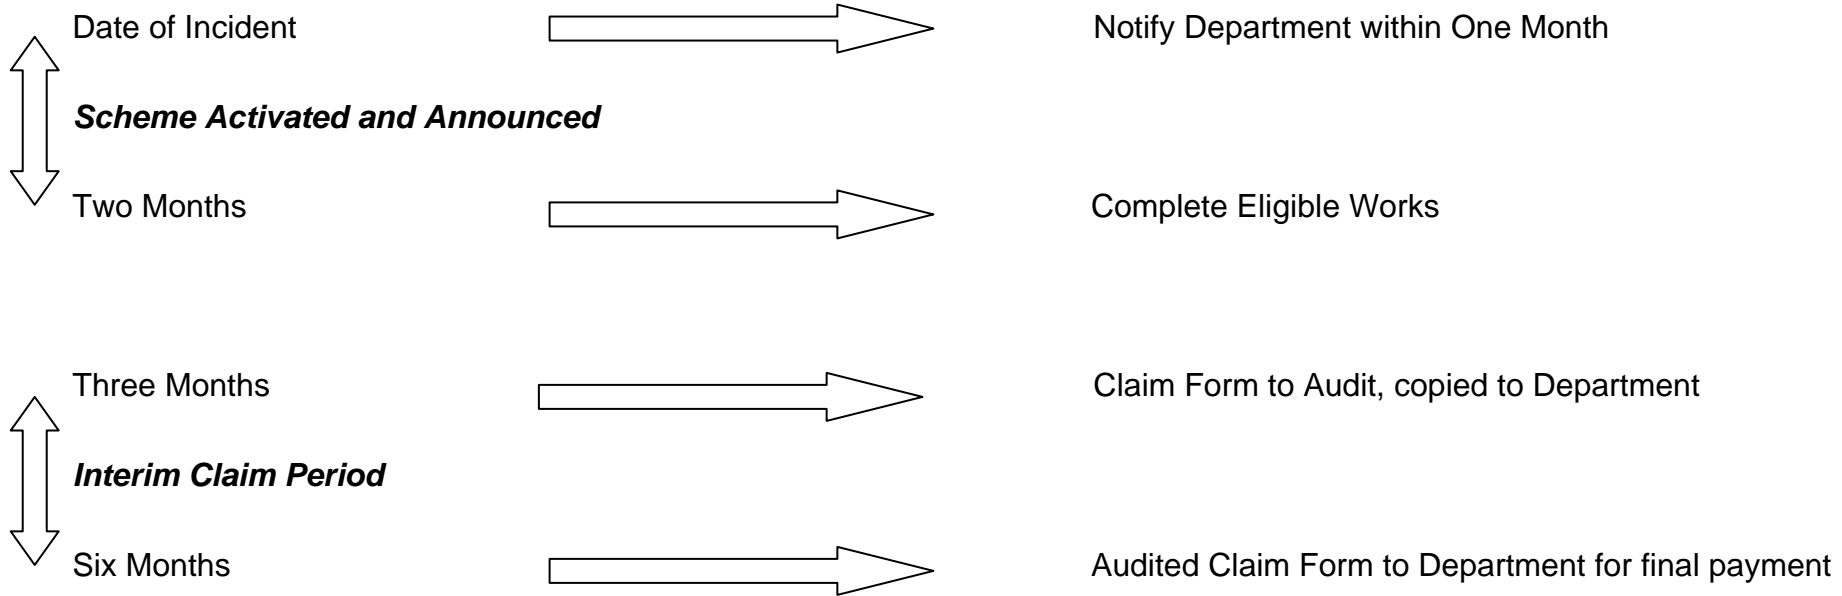 Date of Incident Notify Department within One Month
Scheme Activated and Announced
Two Months Complete Eligible Works
Three Months Claim Form to Audit, copied to Department
Interim Claim Period
Six Months Audited Claim Form to Department for final payment